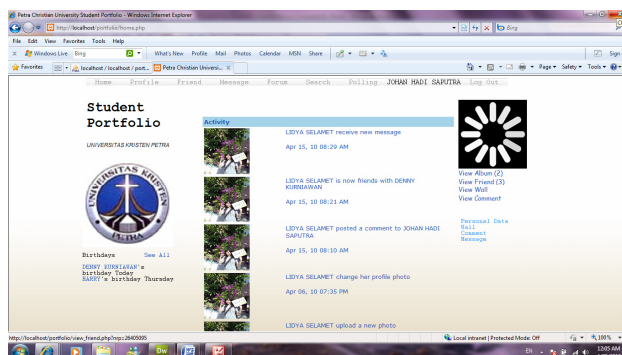 Petra Christian University Student Portfolio - Windows Internet Explorer
http://localhost/portfolio/home.php
Bing
File Edit View Favorites Tools Help
Windows Live Bing What's New Profile Mail Photos Calendar MSN Share Sign
Favorites localhost / localhost / port... Petra Christian Universi... Page Safety Tools
Home Profile Friend Message Forum Search Polling JOHAN HADI SAPUTRA Log Out
Student
Portfolio
UNIVERSITAS KRISTEN PETRA
UNIVERSITAS KRISTEN
PETRA
Birthdays See All
DENNY KURNIAWAN's
birthday Today
HARRY's birthday Thursday
Activity
LIDYA SELAMET receive new message
Apr 15, 10 08:29 AM
LIDYA SELAMET is now friends with DENNY
KURNIAWAN
Apr 15, 10 08:21 AM
LIDYA SELAMET posted a comment to JOHAN HADI
SAPUTRA
Apr 15, 10 08:10 AM
LIDYA SELAMET change her profile photo
Apr 06, 10 07:35 PM
LIDYA SELAMET upload a new photo
View Album (2)
View Friend (3)
View Wall
View Comment
Personal Data
Wall
Comment
Message
http://localhost/portfolio/view_friend.php?nrp=26405095
Local intranet | Protected Mode: Off 100%
Dw
EN 12:05 AM